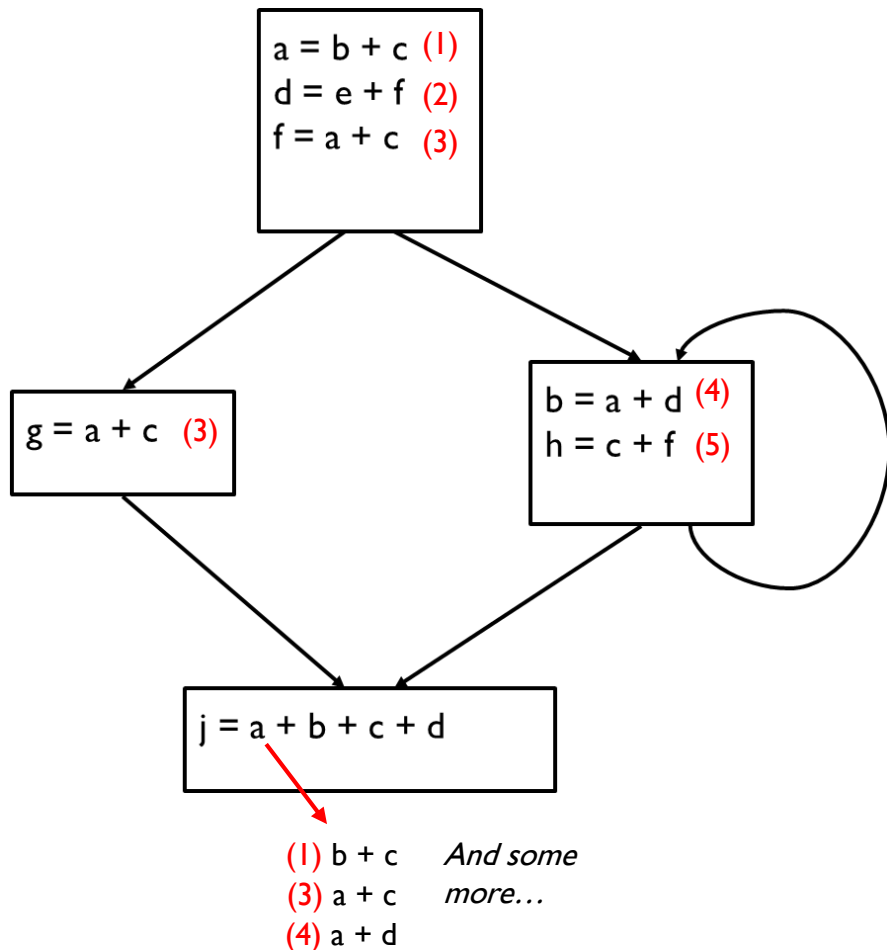 a = b + c (1)
d = e + f (2)
f = a + c (3)
g = a + c (3)
b = a + d (4)
h = c + f (5)
j = a + b + c + d
(1) b + c
(3) a + c
(4) a + d
And some
more…